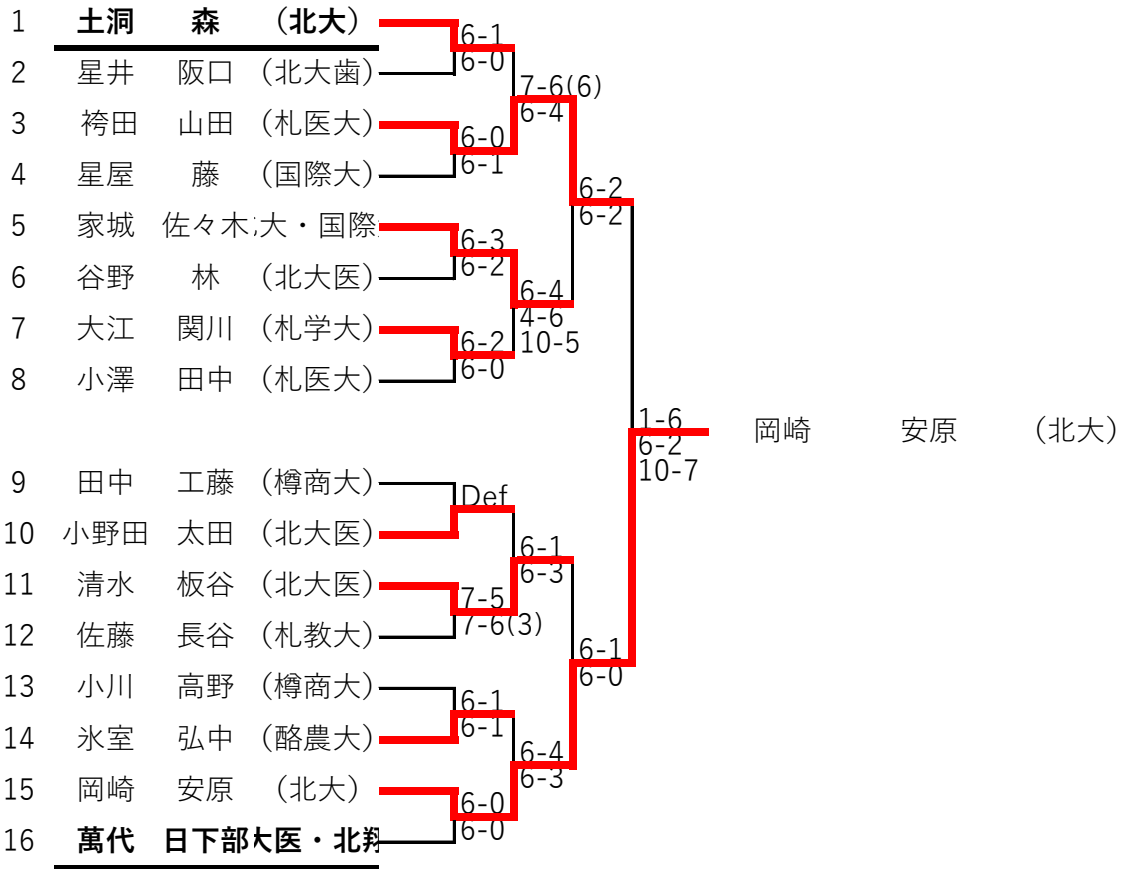 1 土洞 森 （北大）
6-1
6-0
2 星井 阪口 （北大歯）
7-6(6)
6-4
3 袴田 山田 （札医大）
6-0
6-1
4 星屋 藤 （国際大）
6-2
6-2
5 家城 佐々木 大・国際
6-3
6-2
6 谷野 林 （北大医）
6-4
4-6
10-5
7 大江 関川 （札学大）
6-2
6-0
8 小澤 田中 （札医大）
1-6
6-2
10-7
岡崎 安原 （北大）
9 田中 工藤 （樽商大）
Def
10 小野田 太田 （北大医）
6-1
6-3
11 清水 板谷 （北大医）
7-5
7-6(3)
12 佐藤 長谷 （札教大）
6-1
6-0
13 小川 高野 （樽商大）
6-1
6-1
14 氷室 弘中 （酪農大）
6-4
6-3
15 岡崎 安原 （北大）
6-0
6-0
16 萬代 日下部 大医・北翔